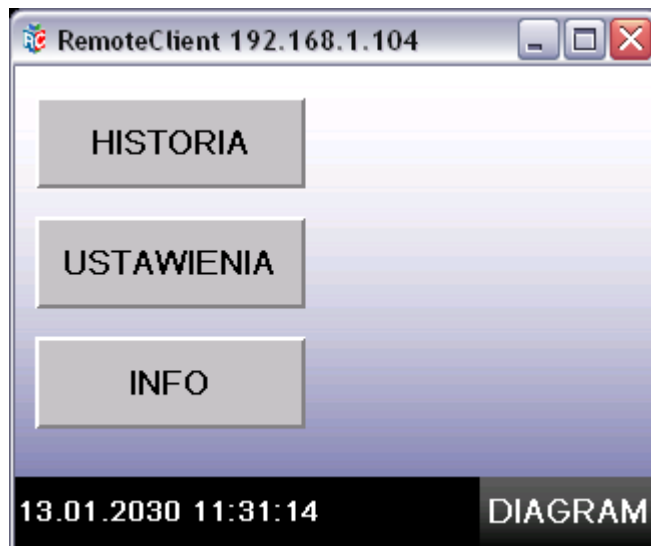 RemoteClient 192.168.1.104
HISTORIA
USTAWIENIA
INFO
13.01.2030 11:31:14 DIAGRAM